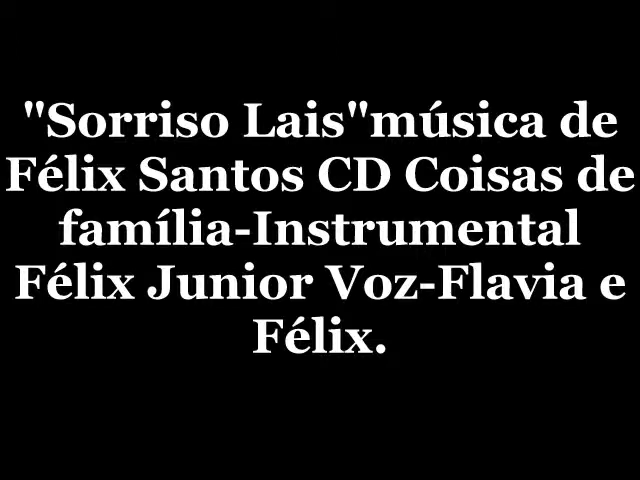 "Sorriso Lais"música de
Félix Santos CD Coisas de
família-Instrumental
Félix Junior Voz-Flavia e
Félix.